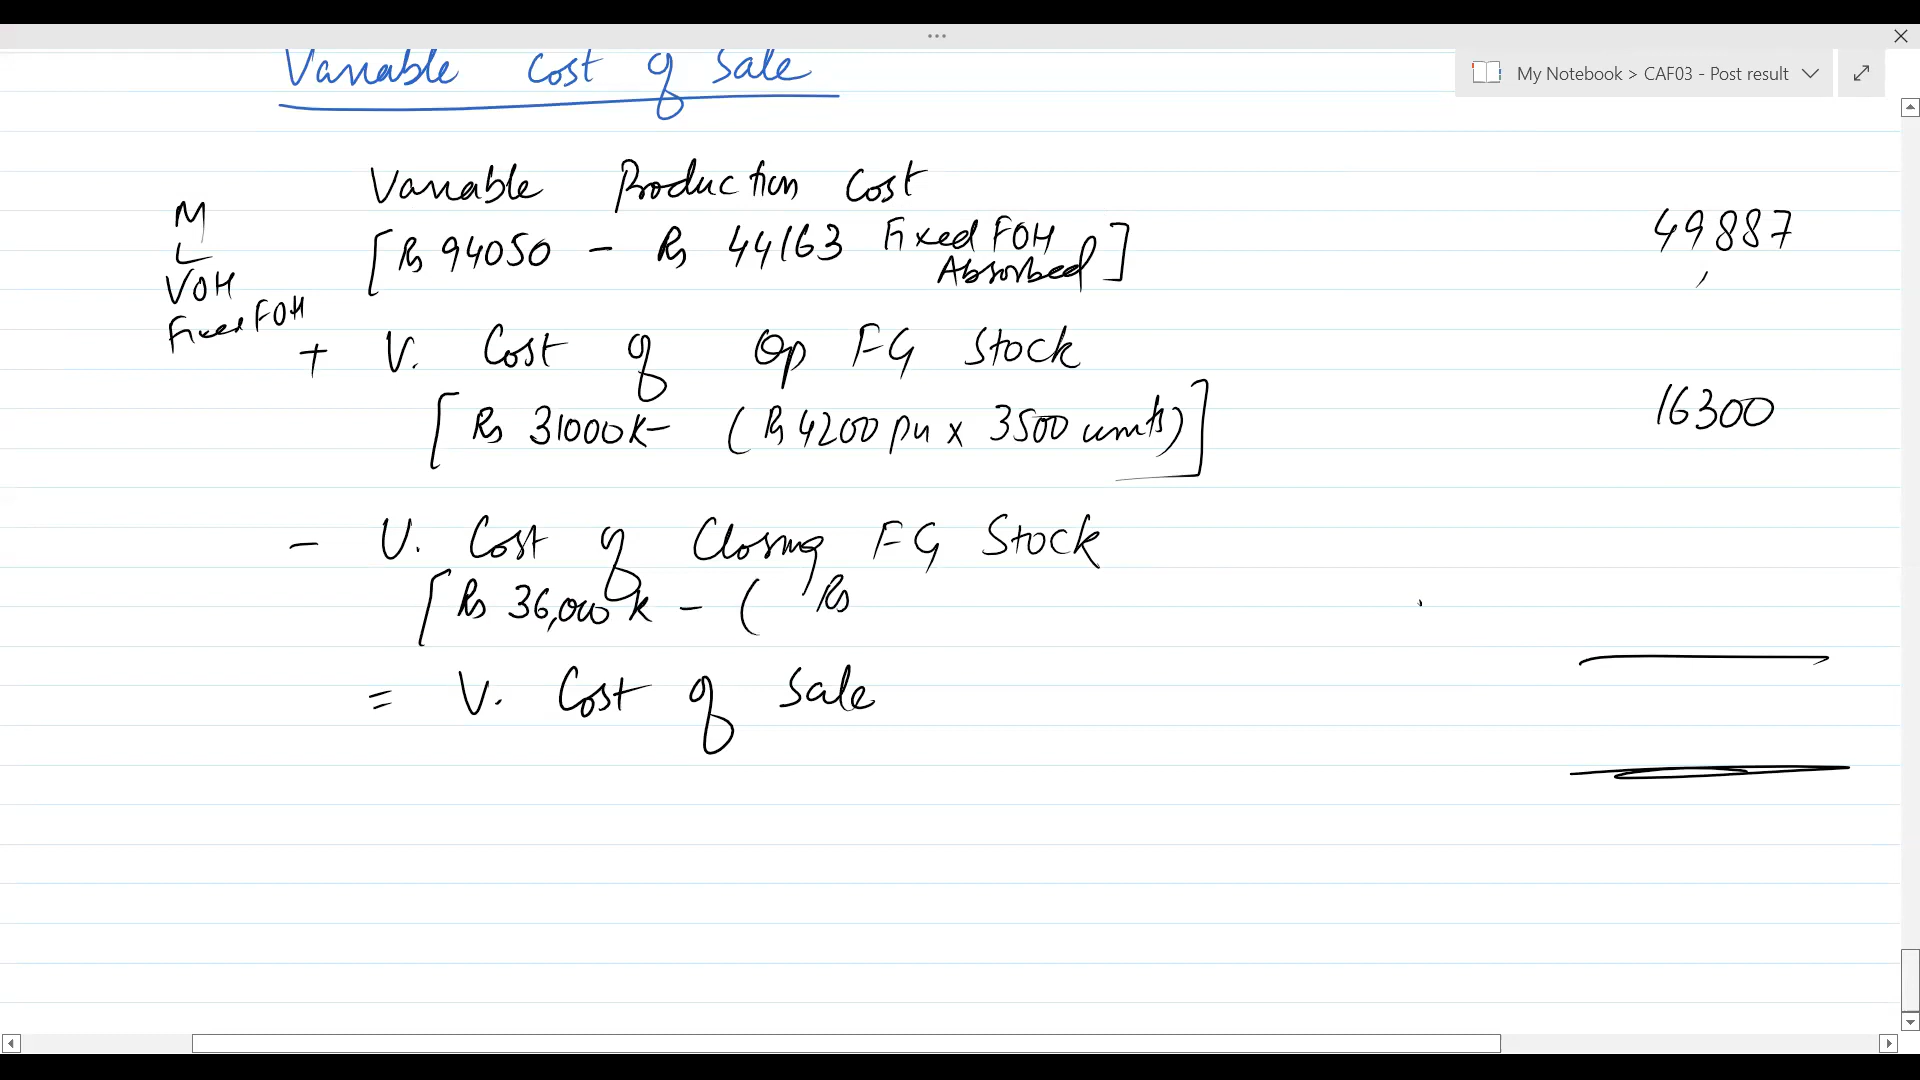 Variable Cost of Sale
My Notebook > CAF03 - Post result
Variable Production Cost
M
L
VOH
Fixed FOH
[Rs 94050 - Rs 44163 Fixed FOH Absorbed]
49,887
+ V. Cost of Op FG Stock
[Rs 31000k - (Rs 4200 pu x 3500 units)]
16300
- V. Cost of Closing FG Stock
[Rs 36,000k - ( Rs
= V. Cost of Sale